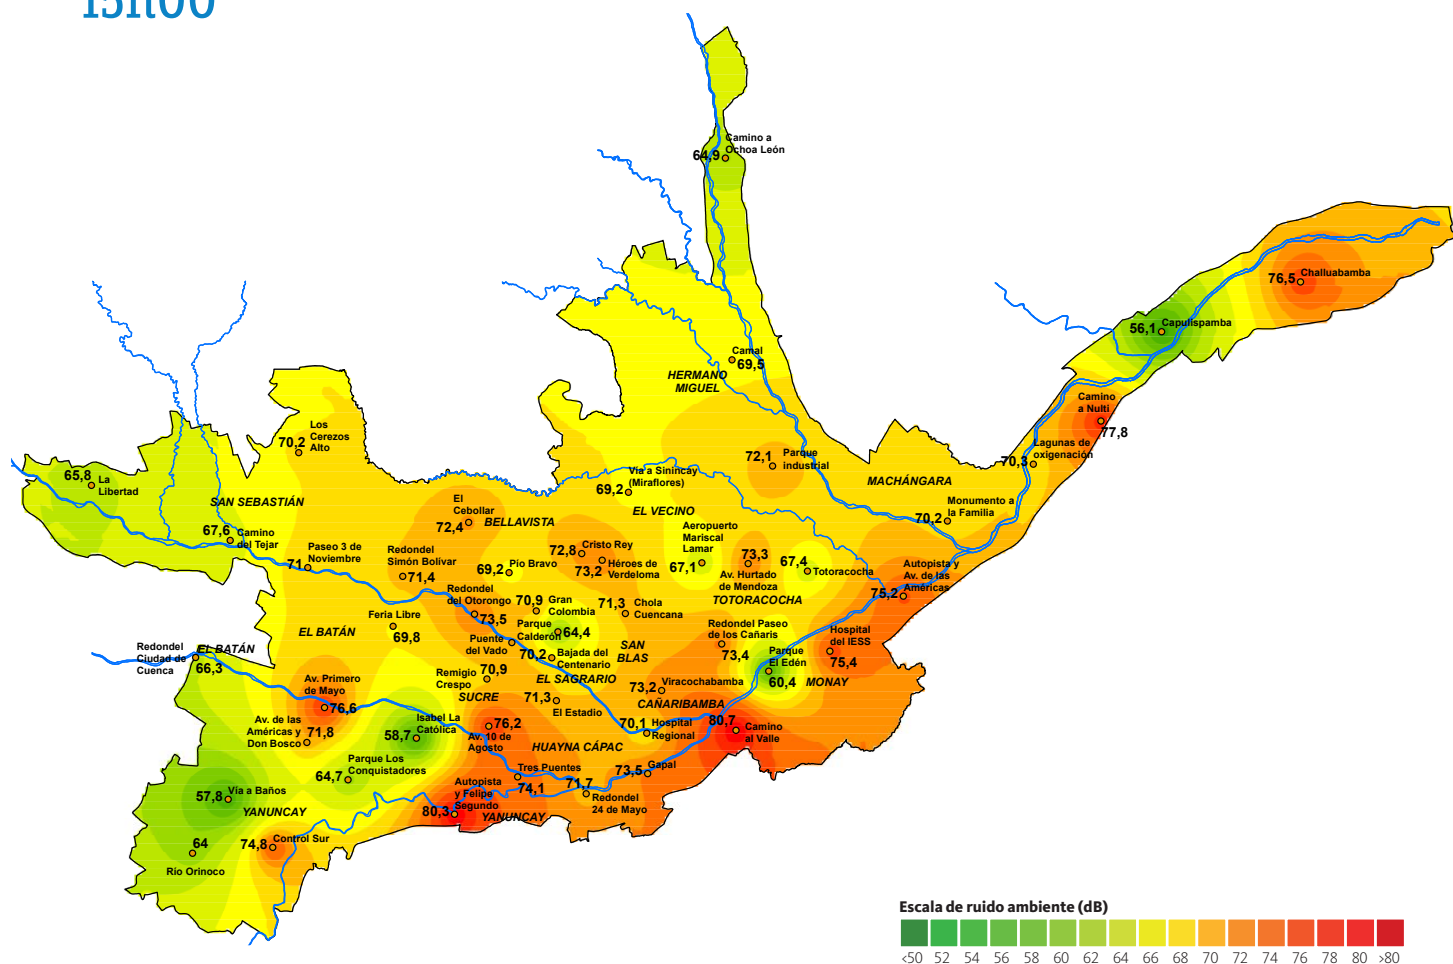 15h00
Camino a
Ochoa León
64,9
Challuabamba
76,5
Capulispamba
56,1
Camal
69,5
HERMANO
MIGUEL
Camino
a Nulti
77,8
Los
Cerezos
Alto
70,2
Lagunas de
oxigenación
70,3
Parque
industrial
72,1
65,8
La
Libertad
Vía a Sinincay
(Miraflores)
69,2
MACHÁNGARA
SAN SEBASTIÁN
El
Cebollar
72,4
BELLAVISTA
EL VECINO
Monumento a
la Familia
70,2
67,6
Camino
del Tejar
Aeropuerto
Mariscal
Lamar
67,1
Paseo 3 de
Noviembre
71
Redondel
Simón Bolívar
71,4
Pío Bravo
69,2
72,8
Cristo Rey
73,2
Héroes de
Verdeloma
73,3
Av. Hurtado
de Mendoza
67,4
Totoracocha
TOTORACOCHA
Autopista y
Av. de las
Américas
75,2
Redondel
del Otorongo
73,5
70,9
Gran
Colombia
71,3
Chola
Cuencana
Feria Libre
69,8
EL BATÁN
Parque
Calderón
64,4
Redondel Paseo
de los Cañaris
73,4
Hospital
del IESS
75,4
Redondel
Ciudad de
Cuenca
66,3
EL BATÁN
Puente
del Vado
70,2
Bajada del
Centenario
SAN
BLAS
Parque
El Edén
60,4
MONAY
Remigio
Crespo
70,9
EL SAGRARIO
SUCRE
Av. Primero
de Mayo
76,6
73,2
Viracochabamba
CAÑARIBAMBA
71,3
El Estadio
Av. de las
Américas y
Don Bosco
71,8
Isabel La
Católica
58,7
76,2
Av. 10 de
Agosto
70,1
Hospital
Regional
80,7
Camino
al Valle
HUAYNA CÁPAC
Parque Los
Conquistadores
64,7
Tres Puentes
74,1
73,5
Gapal
71,7
Redondel
24 de Mayo
57,8
Vía a Baños
YANUNCAY
Autopista
y Felipe
Segundo
80,3
YANUNCAY
74,8
Control Sur
64
Río Orinoco
Escala de ruido ambiente (dB)
<50 52 54 56 58 60 62 64 66 68 70 72 74 76 78 80 >80